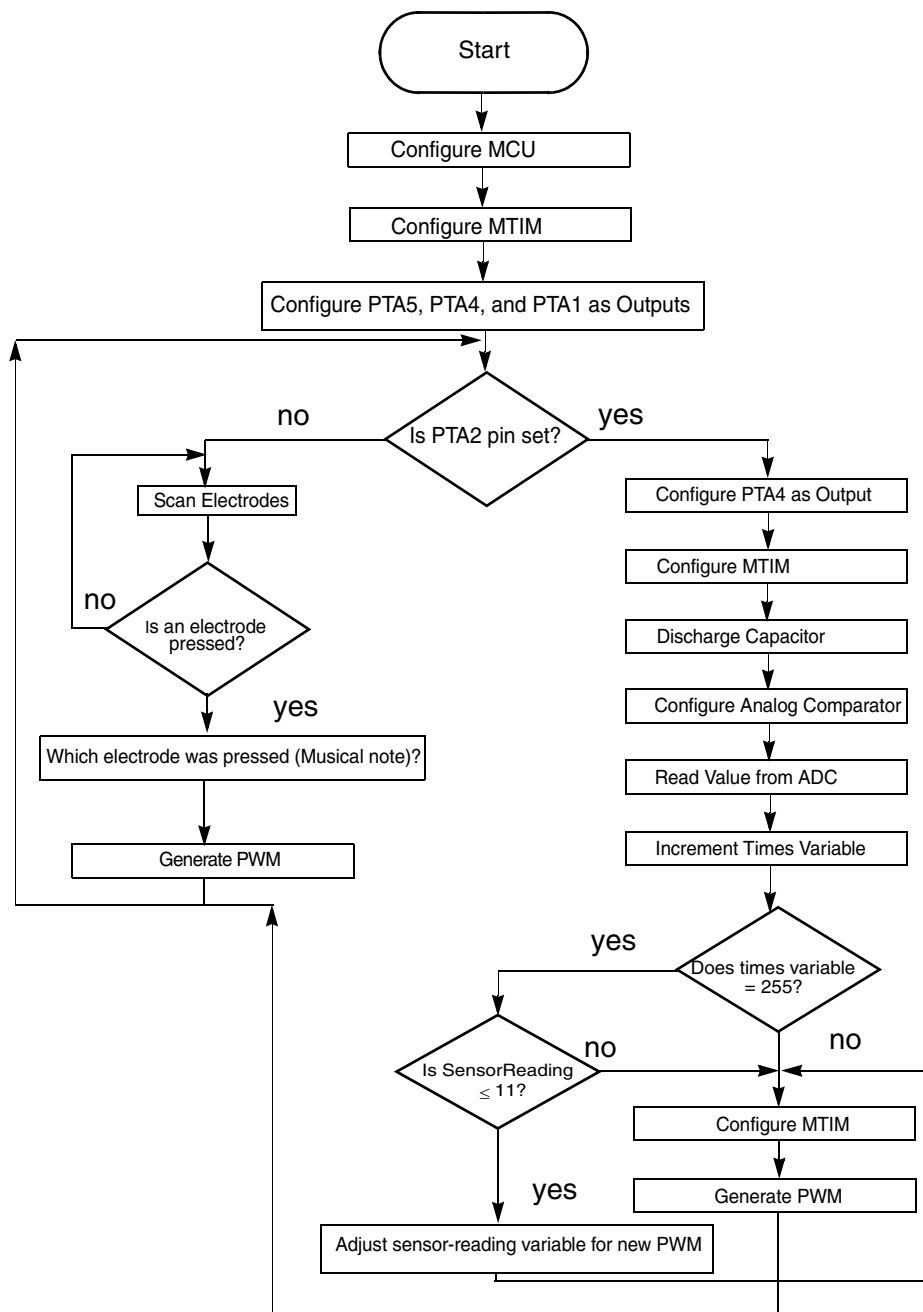 Start
Configure MCU
Configure MTIM
Configure PTA5, PTA4, and PTA1 as Outputs
no
Is PTA2 pin set?
yes
Scan Electrodes
no
Is an electrode
pressed?
yes
Which electrode was pressed (Musical note)?
Generate PWM
Configure PTA4 as Output
Configure MTIM
Discharge Capacitor
Configure Analog Comparator
Read Value from ADC
Increment Times Variable
yes
Does times variable
= 255?
no
Is SensorReading
≤ 11?
no
yes
Configure MTIM
Generate PWM
Adjust sensor-reading variable for new PWM